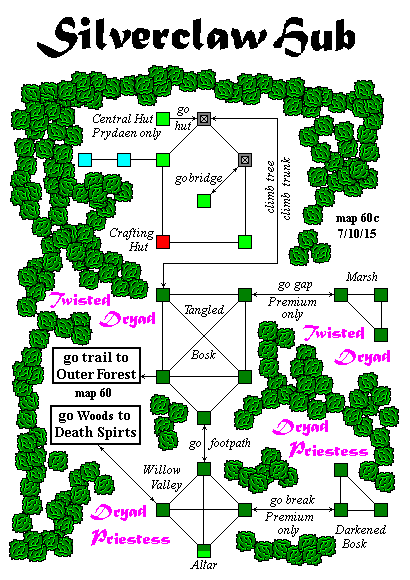 Silverclaw Hub
Central Hut
Prydaen only
go
hut
go bridge
climb tree
climb trunk
map 60c
7/10/15
Crafting
Hut
Twisted
Dryad
Tangled
Bosk
go gap
Premium
only
Marsh
Twisted
Dryad
go trail to
Outer Forest
map 60
go Woods to
Death Spirts
go footpath
Dryad
Priestess
Willow
Valley
Dryad
Priestess
go break
Premium
only
Darkened
Bosk
Altar